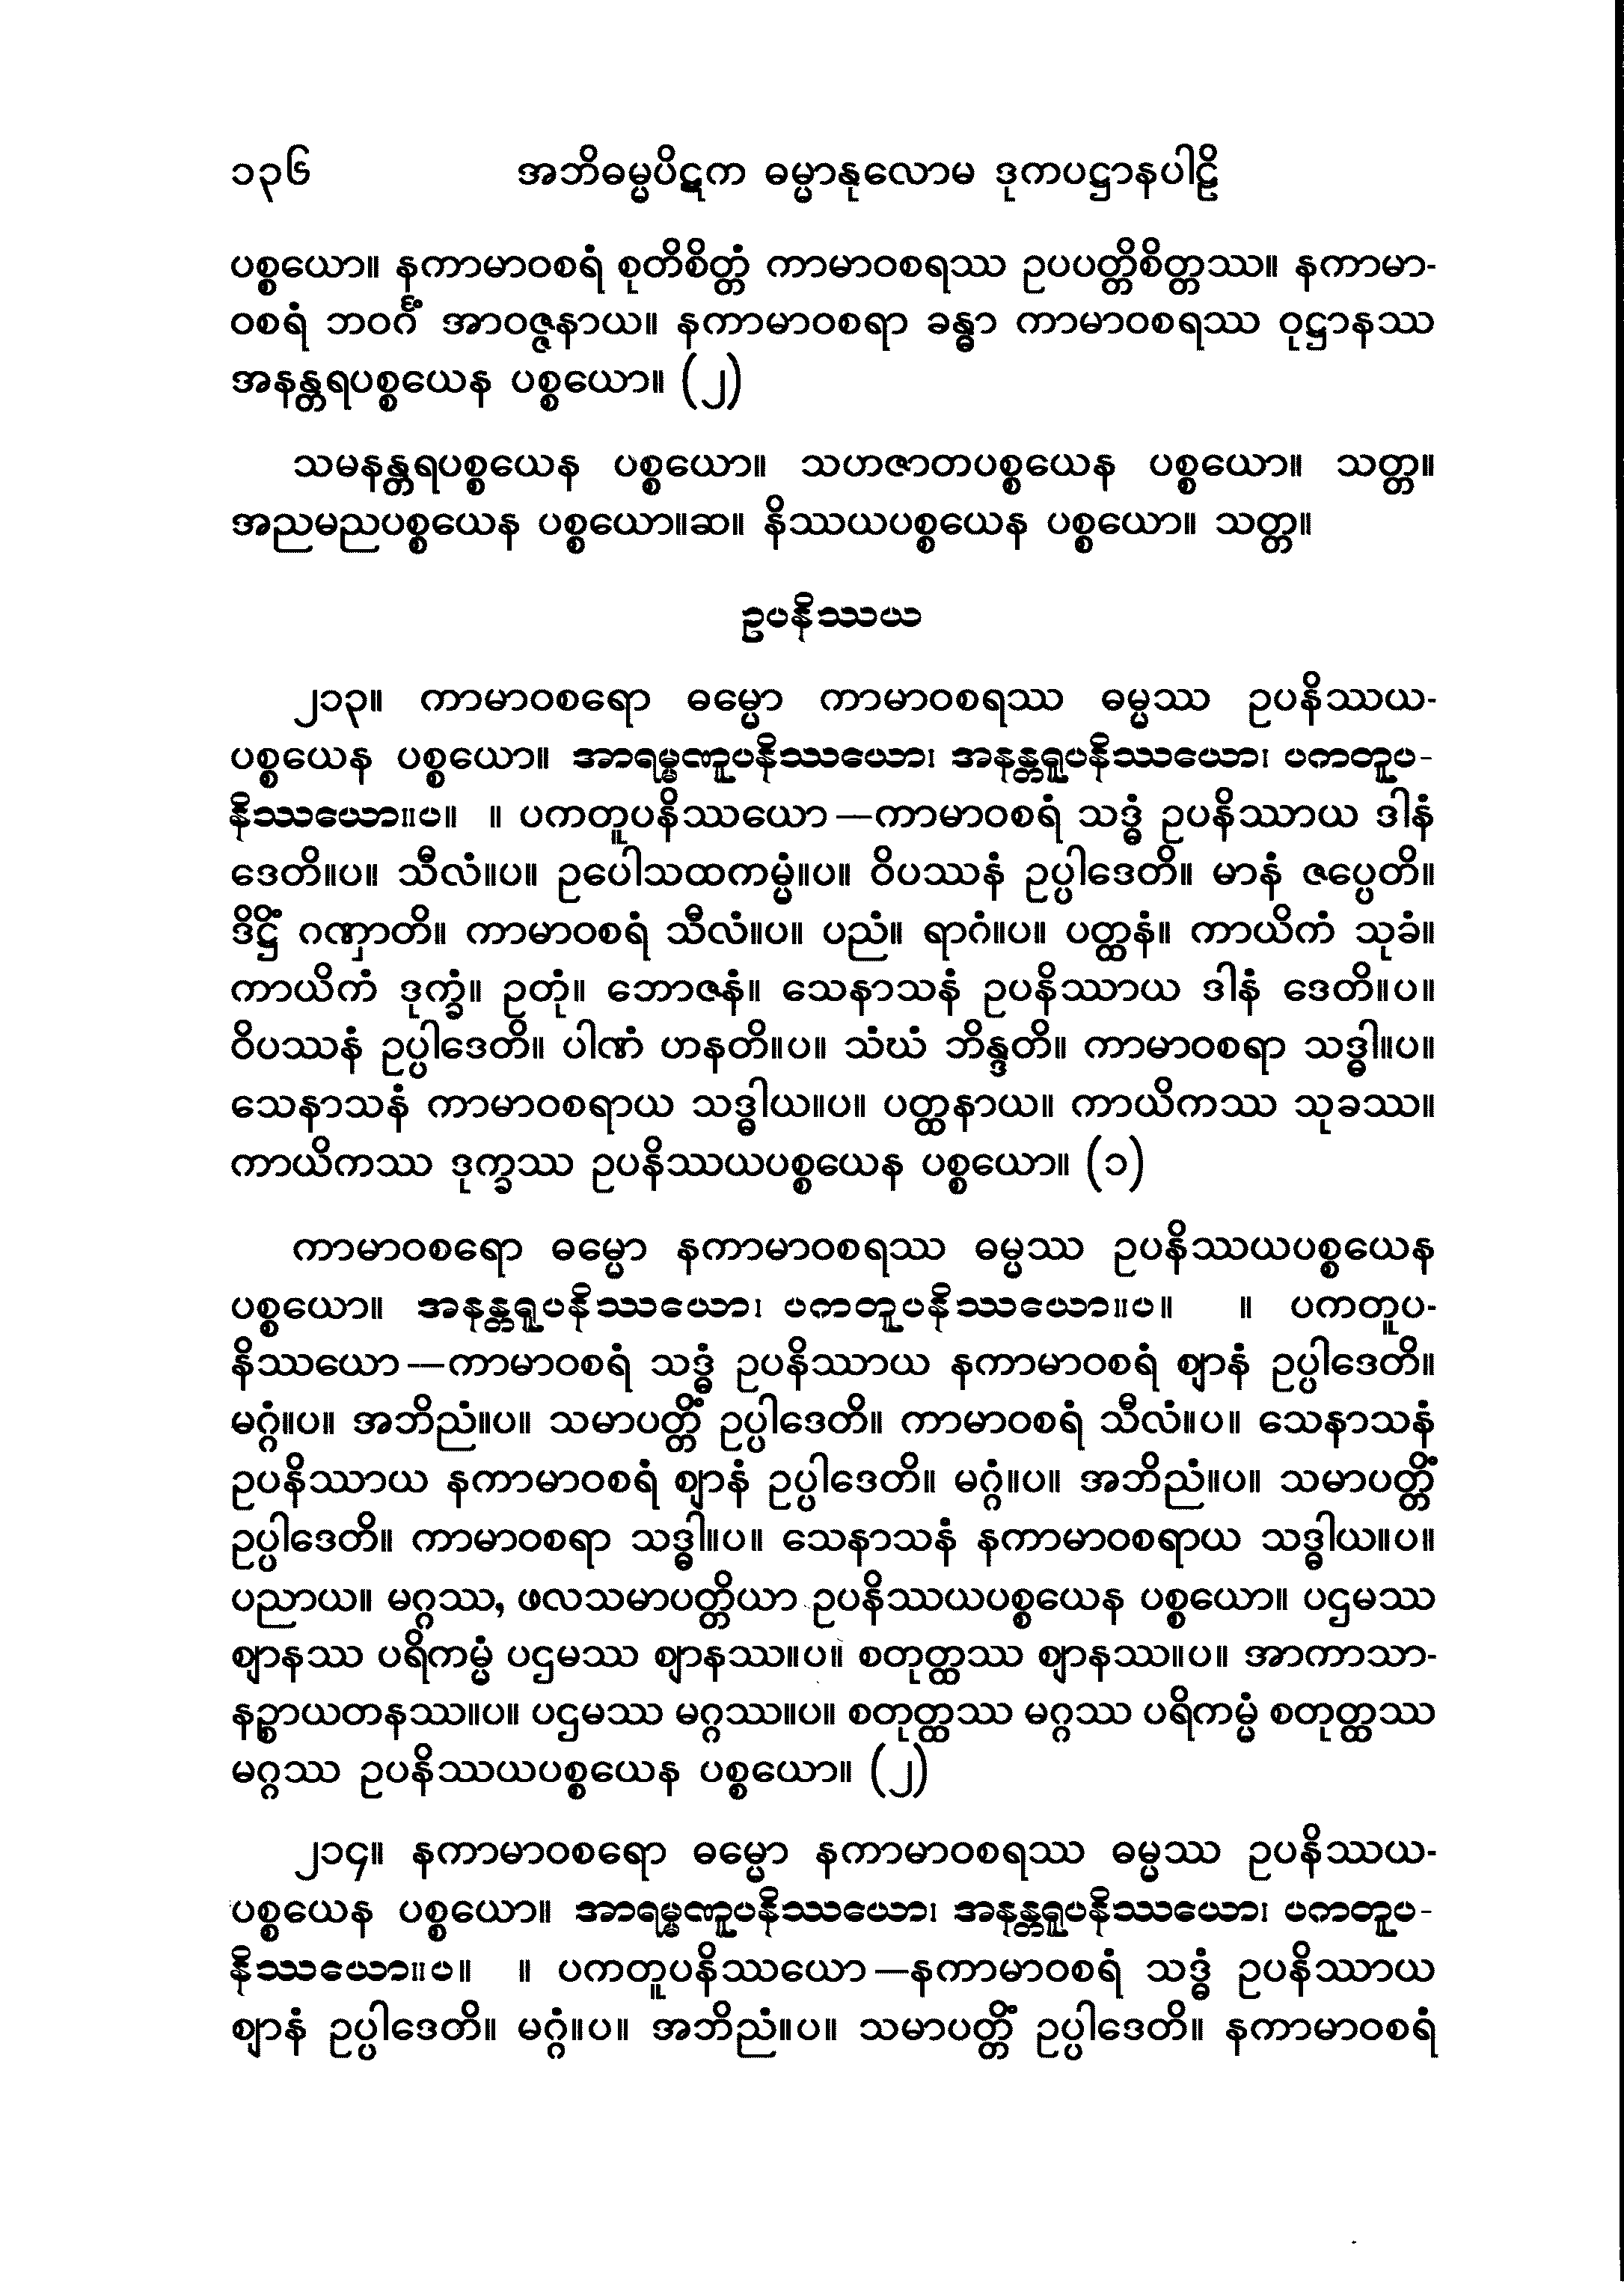 ၁၃၆ အဘိဓမ္မပိဋက ဓမ္မာနုလောမ ဒုကပဋ္ဌာနပါဠိ
ပစ္စယော။ နကာမာဝစရံ စုတိစိတ္တံ ကာမာဝစရဿ ဥပပတ္တိစိတ္တဿ။ နကာမာ-
ဝစရံ ဘဝင်္ဂံ အာဝဇ္ဇနာယ။ နကာမာဝစရာ ခန္ဓာ ကာမာဝစရဿ ဝုဋ္ဌာနဿ
အနန္တရပစ္စယေန ပစ္စယော။ (၂)
သမနန္တရပစ္စယေန ပစ္စယော။ သဟဇာတပစ္စယေန ပစ္စယော။ သတ္တ။
အညမညပစ္စယေန ပစ္စယော။ဆ။ နိဿယပစ္စယေန ပစ္စယော။ သတ္တ။
ဥပနိဿယ
၂၁၃။ ကာမာဝစရော ဓမ္မော ကာမာဝစရဿ ဓမ္မဿ ဥပနိဿယ-
ပစ္စယေန ပစ္စယော။ အာရမ္မဏူပနိဿယော၊ အနန္တရူပနိဿယော၊ ပကတူပ-
နိဿယော။ပ။ ။ ပကတူပနိဿယော—ကာမာဝစရံ သဒ္ဓံ ဥပနိဿာယ ဒါနံ
ဒေတိ။ပ။ သီလံ။ပ။ ဥပေါသထကမ္မံ။ပ။ ဝိပဿနံ ဥပ္ပါဒေတိ။ မာနံ ဇပ္ပေတိ။
ဒိဋ္ဌိံ ဂဏှာတိ။ ကာမာဝစရံ သီလံ။ပ။ ပညံ။ ရာဂံ။ပ။ ပတ္ထနံ။ ကာယိကံ သုခံ။
ကာယိကံ ဒုက္ခံ။ ဥတုံ။ ဘောဇနံ။ သေနာသနံ ဥပနိဿာယ ဒါနံ ဒေတိ။ပ။
ဝိပဿနံ ဥပ္ပါဒေတိ။ ပါဏံ ဟနတိ။ပ။ သံဃံ ဘိန္ဒတိ။ ကာမာဝစရာ သဒ္ဓါ။ပ။
သေနာသနံ ကာမာဝစရာယ သဒ္ဓါယ။ပ။ ပတ္ထနာယ။ ကာယိကဿ သုခဿ။
ကာယိကဿ ဒုက္ခဿ ဥပနိဿယပစ္စယေန ပစ္စယော။ (၁)
ကာမာဝစရော ဓမ္မော နကာမာဝစရဿ ဓမ္မဿ ဥပနိဿယပစ္စယေန
ပစ္စယော။ အနန္တရူပနိဿယော၊ ပကတူပနိဿယော။ပ။ ။ ပကတူပ-
နိဿယော—ကာမာဝစရံ သဒ္ဓံ ဥပနိဿာယ နကာမာဝစရံ ဈာနံ ဥပ္ပါဒေတိ။
မဂ္ဂံ။ပ။ အဘိညံ။ပ။ သမာပတ္တိံ ဥပ္ပါဒေတိ။ ကာမာဝစရံ သီလံ။ပ။ သေနာသနံ
ဥပနိဿာယ နကာမာဝစရံ ဈာနံ ဥပ္ပါဒေတိ။ မဂ္ဂံ။ပ။ အဘိညံ။ပ။ သမာပတ္တိံ
ဥပ္ပါဒေတိ။ ကာမာဝစရာ သဒ္ဓါ။ပ။ သေနာသနံ နကာမာဝစရာယ သဒ္ဓါယ။ပ။
ပညာယ။ မဂ္ဂဿ, ဖလသမာပတ္တိယာ ဥပနိဿယပစ္စယေန ပစ္စယော။ ပဌမဿ
ဈာနဿ ပရိကမ္မံ ပဌမဿ ဈာနဿ။ပ။ စတုတ္ထဿ ဈာနဿ။ပ။ အာကာသာ-
နဉ္စာယတနဿ။ပ။ ပဌမဿ မဂ္ဂဿ။ပ။ စတုတ္ထဿ မဂ္ဂဿ ပရိကမ္မံ စတုတ္ထဿ
မဂ္ဂဿ ဥပနိဿယပစ္စယေန ပစ္စယော။ (၂)
၂၁၄။ နကာမာဝစရော ဓမ္မော နကာမာဝစရဿ ဓမ္မဿ ဥပနိဿယ-
ပစ္စယေန ပစ္စယော။ အာရမ္မဏူပနိဿယော၊ အနန္တရူပနိဿယော၊ ပကတူပ-
နိဿယော။ပ။ ။ ပကတူပနိဿယော—နကာမာဝစရံ သဒ္ဓံ ဥပနိဿာယ
ဈာနံ ဥပ္ပါဒေတိ။ မဂ္ဂံ။ပ။ အဘိညံ။ပ။ သမာပတ္တိံ ဥပ္ပါဒေတိ။ နကာမာဝစရံ